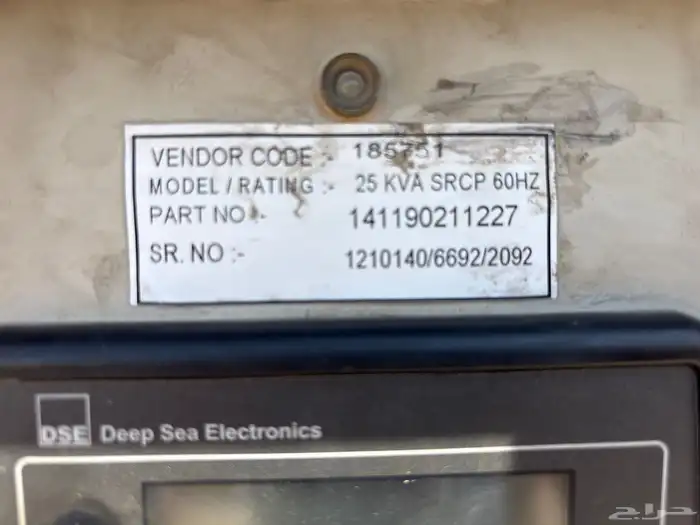 VENDOR CODE :- 185751
MODEL / RATING :- 25 KVA SRCP 60HZ
PART NO :- 141190211227
SR. NO :- 1210140/6692/2092
DSE Deep Sea Electronics
حراج